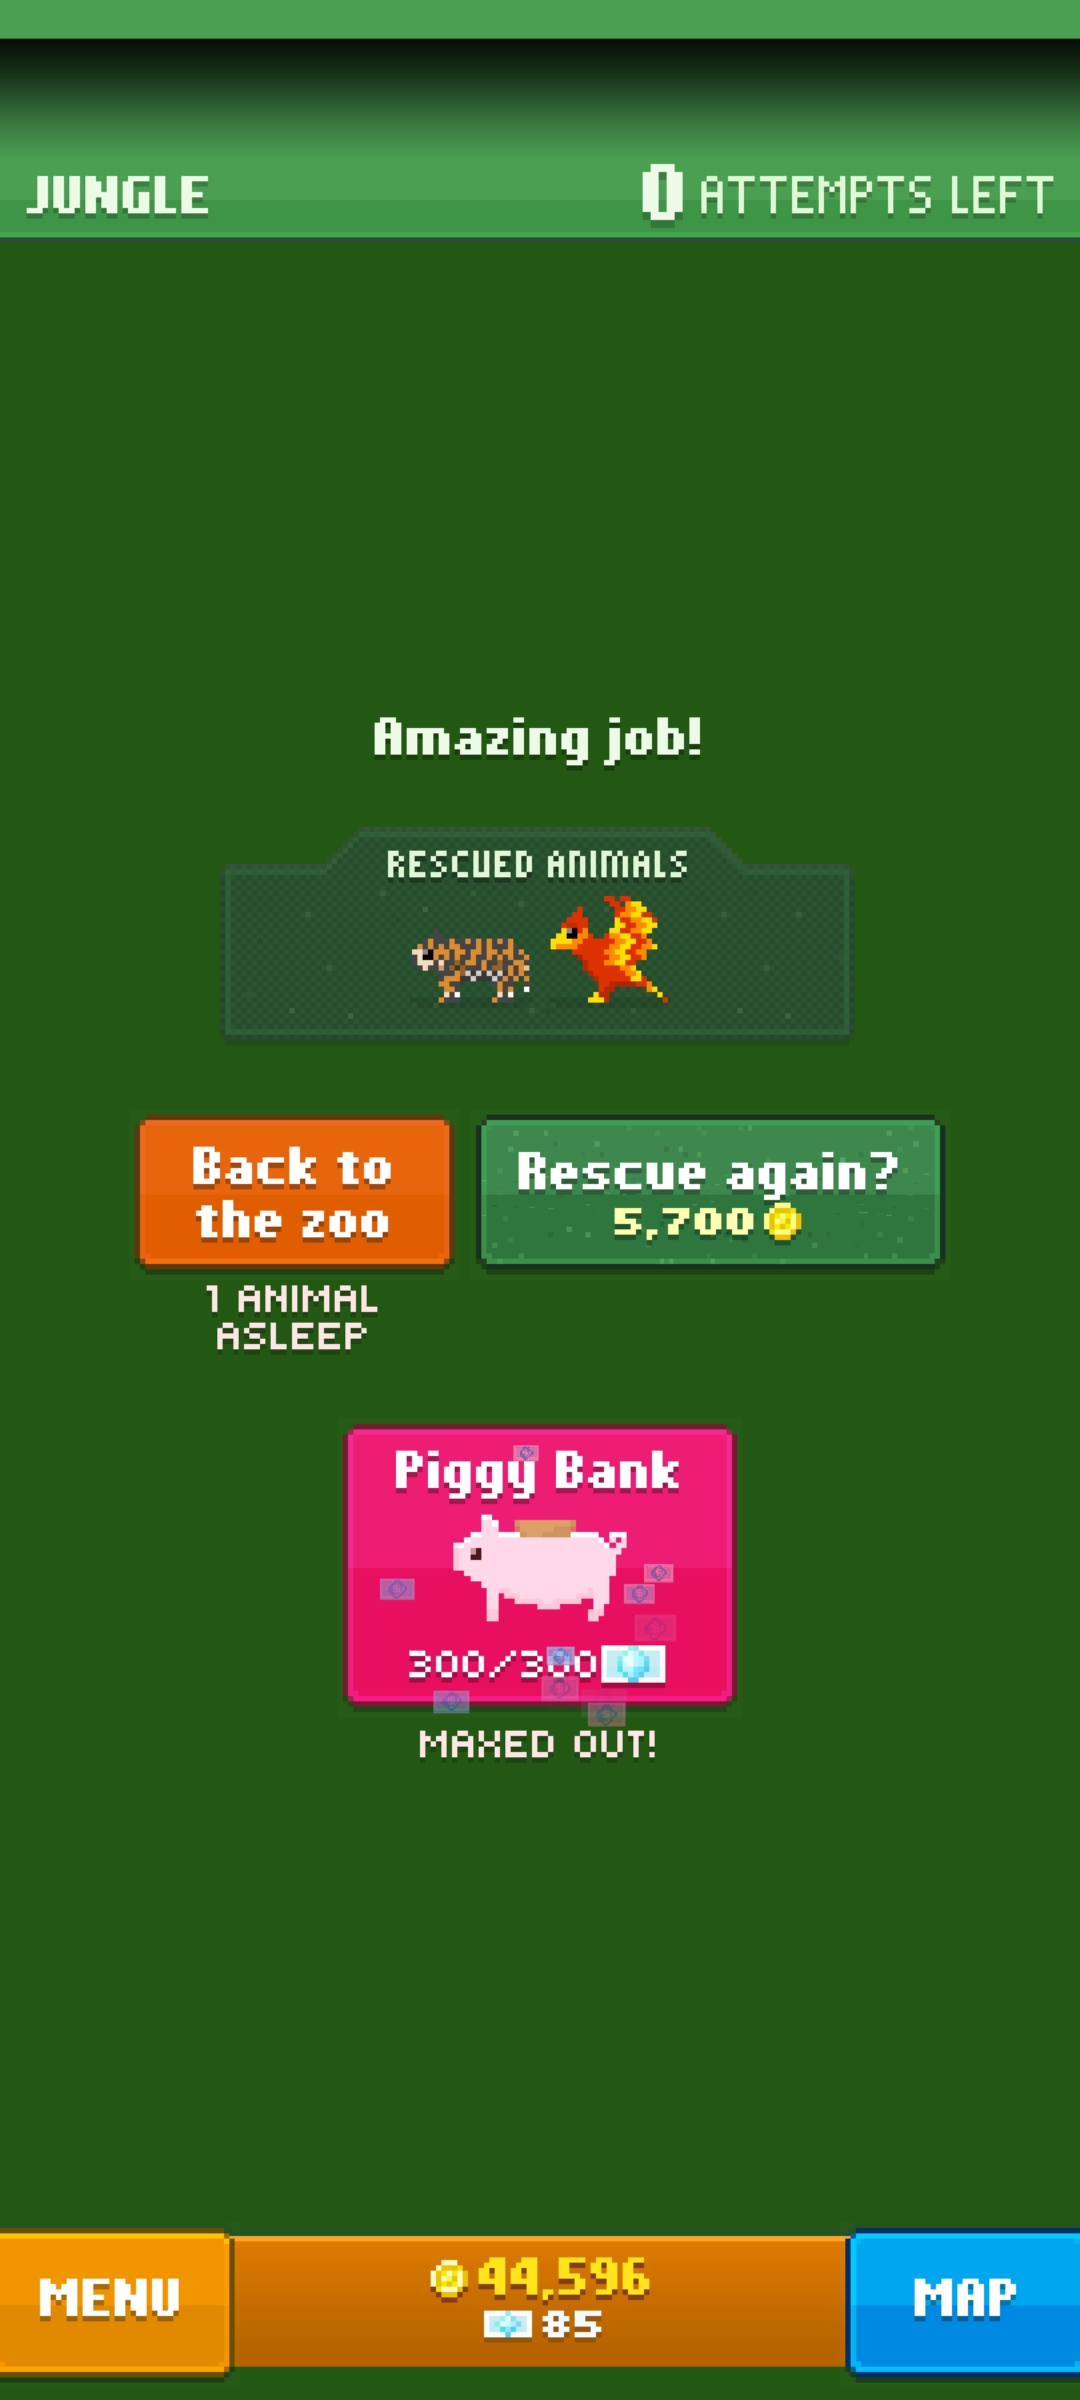 JUNGLE
0 ATTEMPTS LEFT
Amazing job!
RESCUED ANIMALS
Back to
the zoo
Rescue again?
5,700
1 ANIMAL
ASLEEP
Piggy Bank
300/300
MAXED OUT!
MENU
44,596
85
MAP